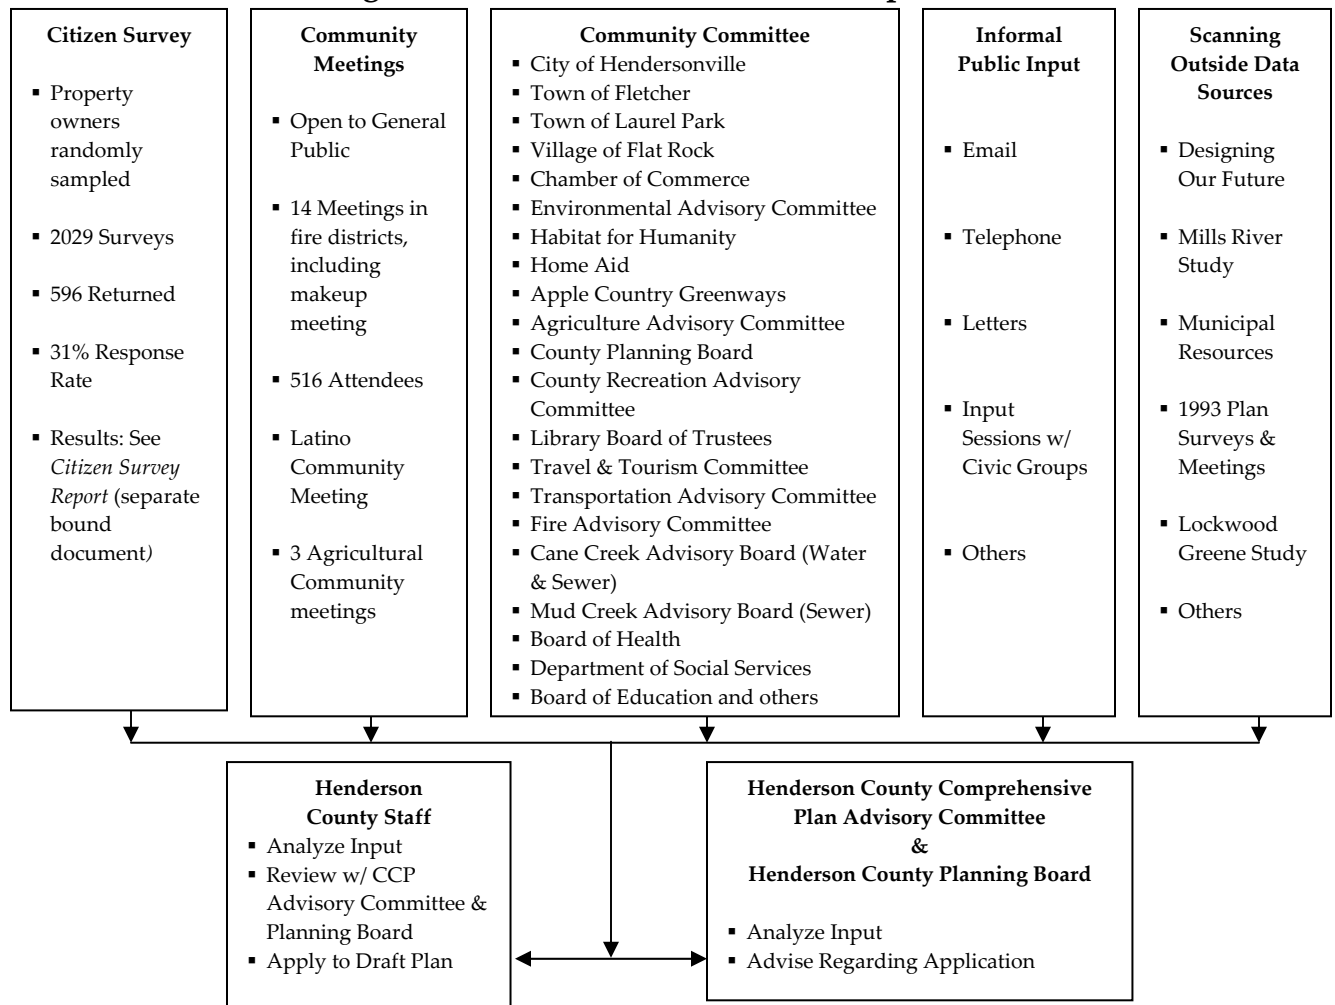 Citizen Survey
▪ Property
owners
randomly
sampled
▪ 2029 Surveys
▪ 596 Returned
▪ 31% Response
Rate
▪ Results: See
Citizen Survey
Report (separate
bound
document)
Community
Meetings
▪ Open to General
Public
▪ 14 Meetings in
fire districts,
including
makeup
meeting
▪ 516 Attendees
▪ Latino
Community
Meeting
▪ 3 Agricultural
Community
meetings
Community Committee
▪ City of Hendersonville
▪ Town of Fletcher
▪ Town of Laurel Park
▪ Village of Flat Rock
▪ Chamber of Commerce
▪ Environmental Advisory Committee
▪ Habitat for Humanity
▪ Home Aid
▪ Apple Country Greenways
▪ Agriculture Advisory Committee
▪ County Planning Board
▪ County Recreation Advisory
Committee
▪ Library Board of Trustees
▪ Travel & Tourism Committee
▪ Transportation Advisory Committee
▪ Fire Advisory Committee
▪ Cane Creek Advisory Board (Water
& Sewer)
▪ Mud Creek Advisory Board (Sewer)
▪ Board of Health
▪ Department of Social Services
▪ Board of Education and others
Informal
Public Input
▪ Email
▪ Telephone
▪ Letters
▪ Input
Sessions w/
Civic Groups
▪ Others
Scanning
Outside Data
Sources
▪ Designing
Our Future
▪ Mills River
Study
▪ Municipal
Resources
▪ 1993 Plan
Surveys &
Meetings
▪ Lockwood
Greene Study
▪ Others
Henderson
County Staff
▪ Analyze Input
▪ Review w/ CCP
Advisory Committee &
Planning Board
▪ Apply to Draft Plan
Henderson County Comprehensive
Plan Advisory Committee
&
Henderson County Planning Board
▪ Analyze Input
▪ Advise Regarding Application